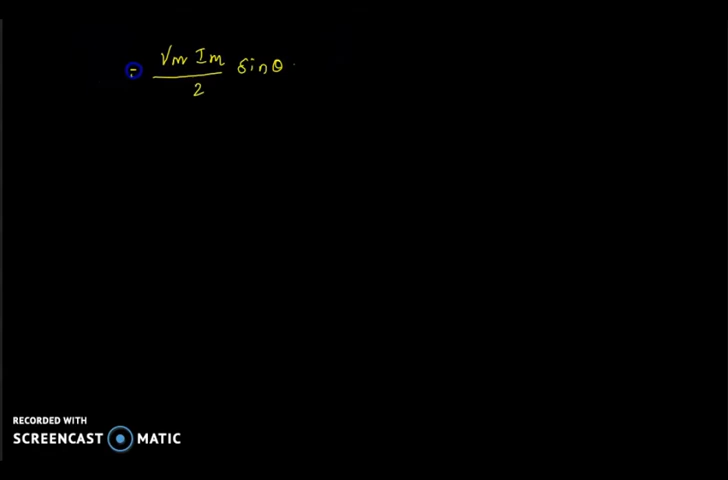 = Vm Im / 2 sinθ
RECORDED WITH
SCREENCAST MATIC